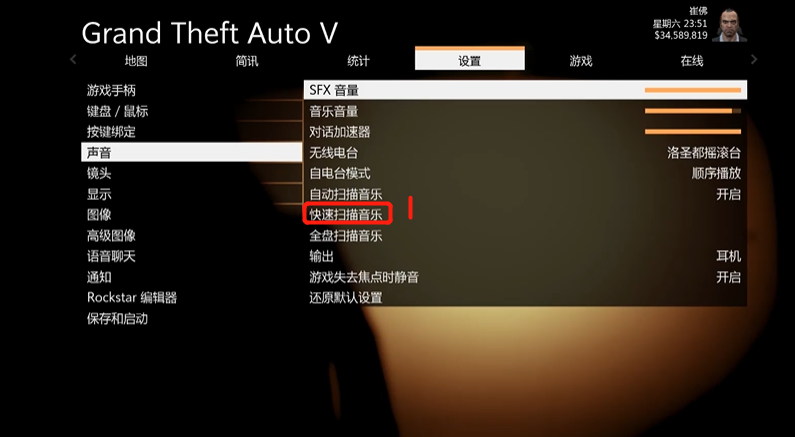 Grand Theft Auto V
崔佛
星期六 23:51
$34,589,819
地图 简讯 统计 设置 游戏 在线
游戏手柄
键盘 / 鼠标
按键绑定
声音
镜头
显示
图像
高级图像
语音聊天
通知
Rockstar 编辑器
保存和启动
SFX 音量
音乐音量
对话加速器
无线电台 洛圣都摇滚台
自电台模式 顺序播放
自动扫描音乐 开启
快速扫描音乐
全盘扫描音乐
输出 耳机
游戏失去焦点时静音 开启
还原默认设置